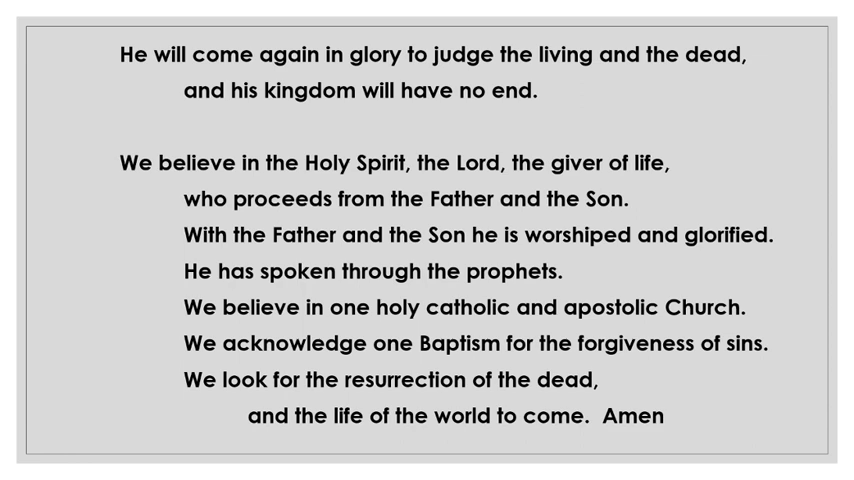 He will come again in glory to judge the living and the dead,
and his kingdom will have no end.
We believe in the Holy Spirit, the Lord, the giver of life,
who proceeds from the Father and the Son.
With the Father and the Son he is worshiped and glorified.
He has spoken through the prophets.
We believe in one holy catholic and apostolic Church.
We acknowledge one Baptism for the forgiveness of sins.
We look for the resurrection of the dead,
and the life of the world to come.  Amen